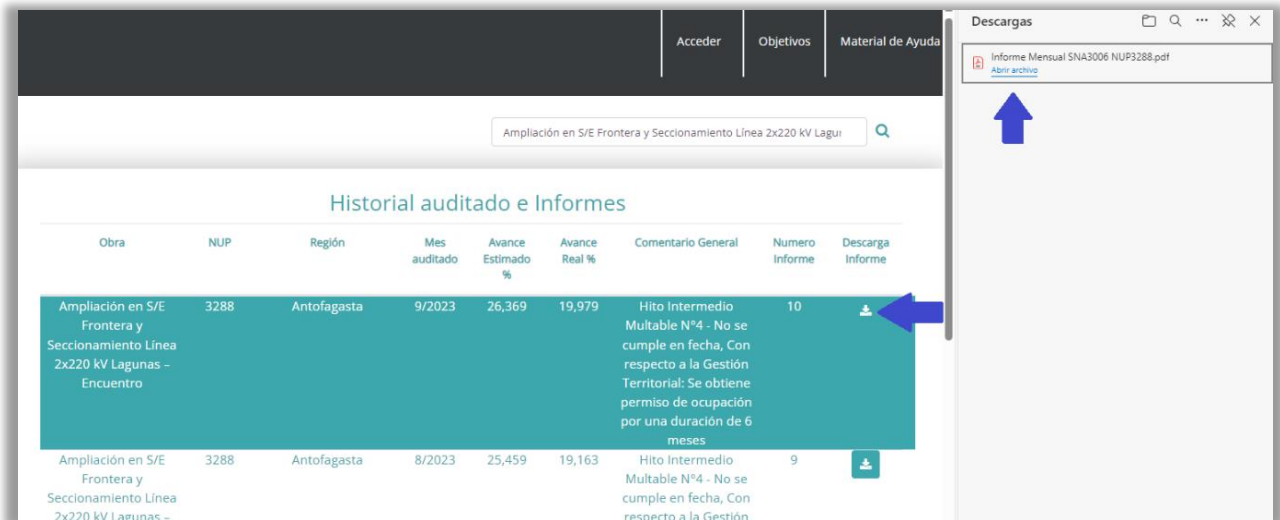 Acceder
Objetivos
Material de Ayuda
Descargas
Informe Mensual SNA3006 NUP3288.pdf
Abrir archivo
Ampliación en S/E Frontera y Seccionamiento Línea 2x220 kV Lagu
Historial auditado e Informes
Obra
NUP
Región
Mes
auditado
Avance
Estimado
%
Avance
Real %
Comentario General
Numero
Informe
Descarga
Informe
Ampliación en S/E
Frontera y
Seccionamiento Línea
2x220 kV Lagunas –
Encuentro
3288
Antofagasta
9/2023
26,369
19,979
Hito Intermedio
Multable N°4 - No se
cumple en fecha, Con
respecto a la Gestión
Territorial: Se obtiene
permiso de ocupación
por una duración de 6
meses
10
Ampliación en S/E
Frontera y
Seccionamiento Línea
2x220 kV Lagunas –
3288
Antofagasta
8/2023
25,459
19,163
Hito Intermedio
Multable N°4 - No se
cumple en fecha, Con
respecto a la Gestión
9